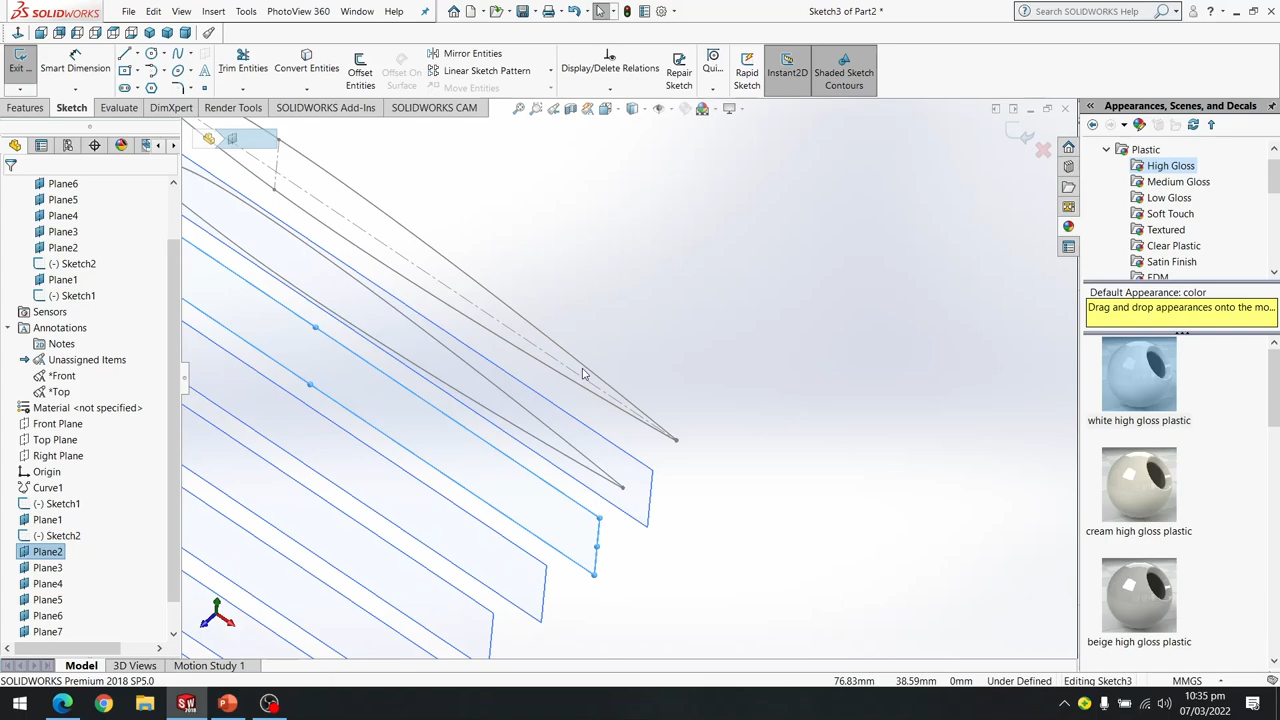 SOLIDWORKS
File
Edit
View
Insert
Tools
PhotoView 360
Window
Help
Sketch3 of Part2 *
Search SOLIDWORKS Help
Exit ...
Smart Dimension
Trim Entities
Convert Entities
Offset Entities
Offset On Surface
Mirror Entities
Linear Sketch Pattern
Move Entities
Display/Delete Relations
Repair Sketch
Qui...
Rapid Sketch
Instant2D
Shaded Sketch Contours
Features
Sketch
Evaluate
DimXpert
Render Tools
SOLIDWORKS Add-Ins
SOLIDWORKS CAM
Plane6
Plane5
Plane4
Plane3
Plane2
(-) Sketch2
Plane1
(-) Sketch1
Sensors
Annotations
Notes
Unassigned Items
*Front
*Top
Material <not specified>
Front Plane
Top Plane
Right Plane
Origin
Curve1
(-) Sketch1
Plane1
(-) Sketch2
Plane2
Plane3
Plane4
Plane5
Plane6
Plane7
Appearances, Scenes, and Decals
Plastic
High Gloss
Medium Gloss
Low Gloss
Soft Touch
Textured
Clear Plastic
Satin Finish
EDM
Default Appearance: color
Drag and drop appearances onto the mo...
white high gloss plastic
cream high gloss plastic
beige high gloss plastic
Model
3D Views
Motion Study 1
SOLIDWORKS Premium 2018 SP5.0
76.83mm
38.59mm
0mm
Under Defined
Editing Sketch3
MMGS
10:35 pm
07/03/2022